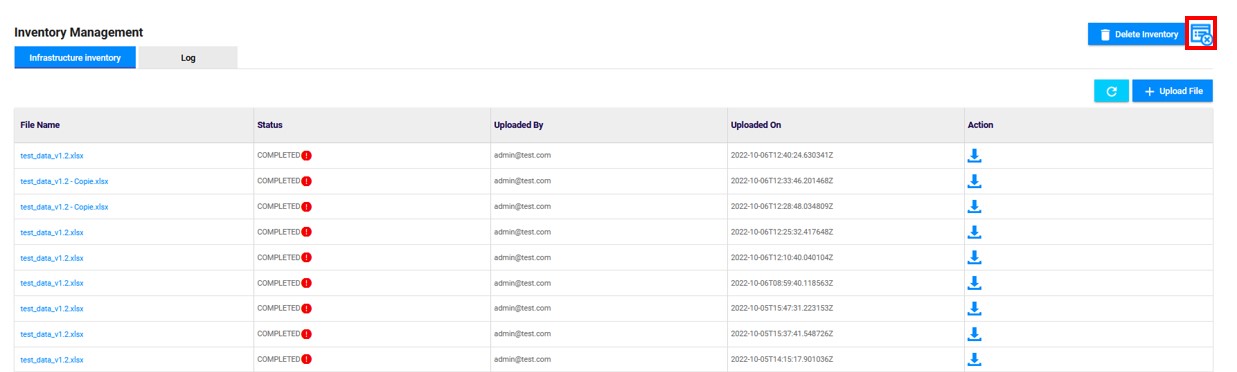 Inventory Management
Delete Inventory
Infrastructure inventory Log
Upload File
File Name Status Uploaded By Uploaded On Action
test_data_v1.2.xlsx COMPLETED admin@test.com 2022-10-06T12:40:24.630341Z
test_data_v1.2 - Copie.xlsx COMPLETED admin@test.com 2022-10-06T12:33:46.201468Z
test_data_v1.2 - Copie.xlsx COMPLETED admin@test.com 2022-10-06T12:28:48.034809Z
test_data_v1.2.xlsx COMPLETED admin@test.com 2022-10-06T12:25:32.417648Z
test_data_v1.2.xlsx COMPLETED admin@test.com 2022-10-06T12:10:40.040104Z
test_data_v1.2.xlsx COMPLETED admin@test.com 2022-10-06T08:59:40.118563Z
test_data_v1.2.xlsx COMPLETED admin@test.com 2022-10-05T15:47:31.223153Z
test_data_v1.2.xlsx COMPLETED admin@test.com 2022-10-05T15:37:41.548726Z
test_data_v1.2.xlsx COMPLETED admin@test.com 2022-10-05T14:15:17.901036Z